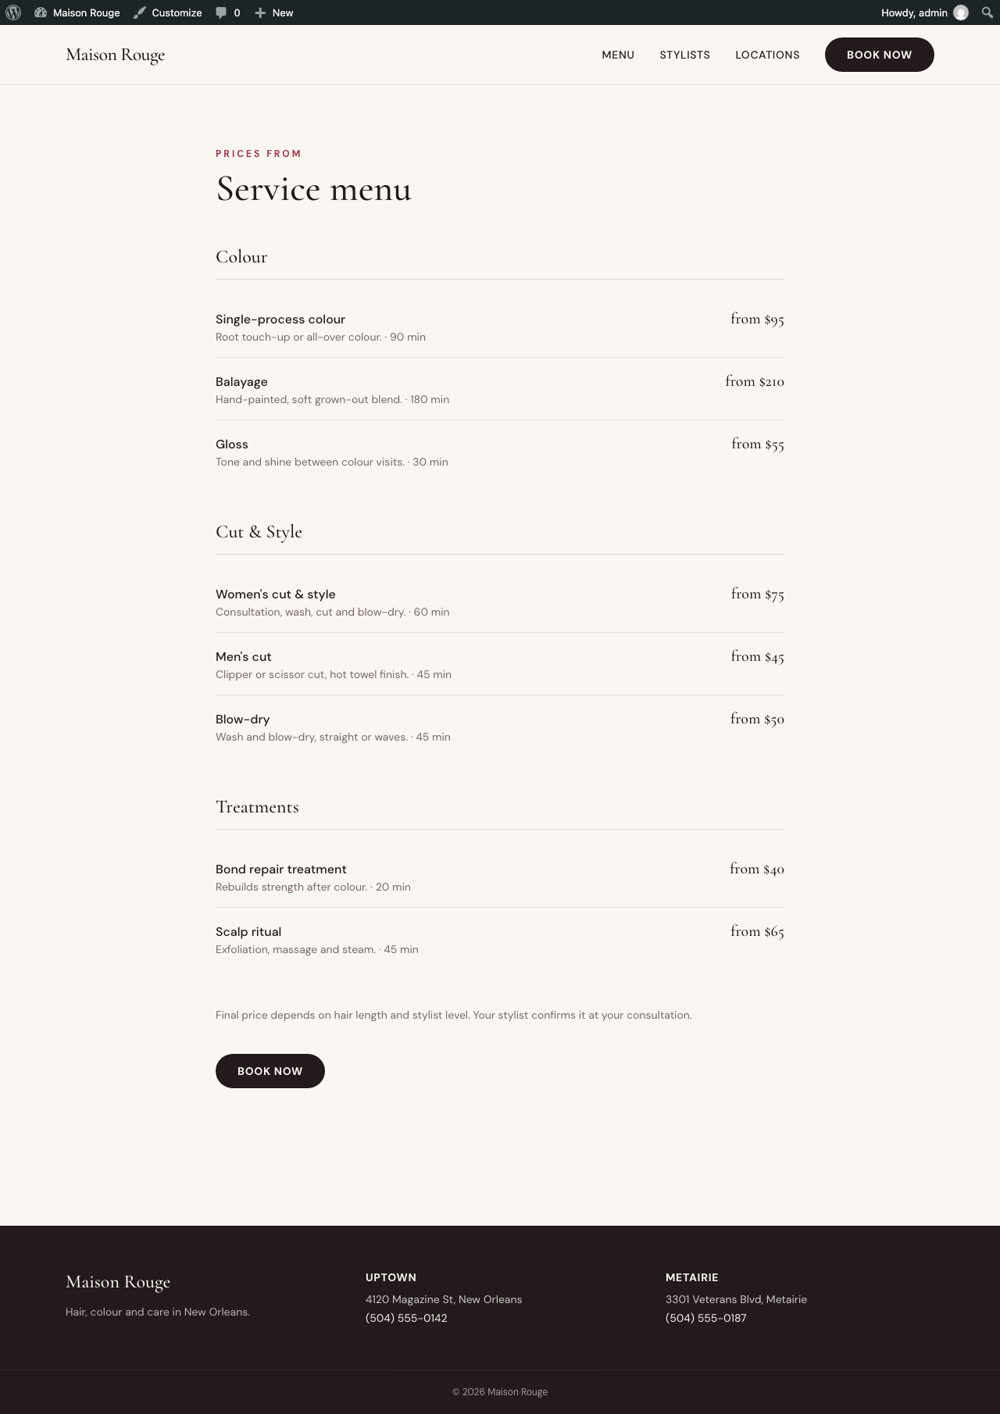 Maison Rouge Customize 0 New Howdy, admin
Maison Rouge MENU STYLISTS LOCATIONS BOOK NOW
PRICES FROM
Service menu
Colour
Single-process colour from $95
Root touch-up or all-over colour. · 90 min
Balayage from $210
Hand-painted, soft grown-out blend. · 180 min
Gloss from $55
Tone and shine between colour visits. · 30 min
Cut & Style
Women's cut & style from $75
Consultation, wash, cut and blow-dry. · 60 min
Men's cut from $45
Clipper or scissor cut, hot towel finish. · 45 min
Blow-dry from $50
Wash and blow-dry, straight or waves. · 45 min
Treatments
Bond repair treatment from $40
Rebuilds strength after colour. · 20 min
Scalp ritual from $65
Exfoliation, massage and steam. · 45 min
Final price depends on hair length and stylist level. Your stylist confirms it at your consultation.
BOOK NOW
Maison Rouge
Hair, colour and care in New Orleans.
UPTOWN
4120 Magazine St, New Orleans
(504) 555-0142
METAIRIE
3301 Veterans Blvd, Metairie
(504) 555-0187
© 2026 Maison Rouge